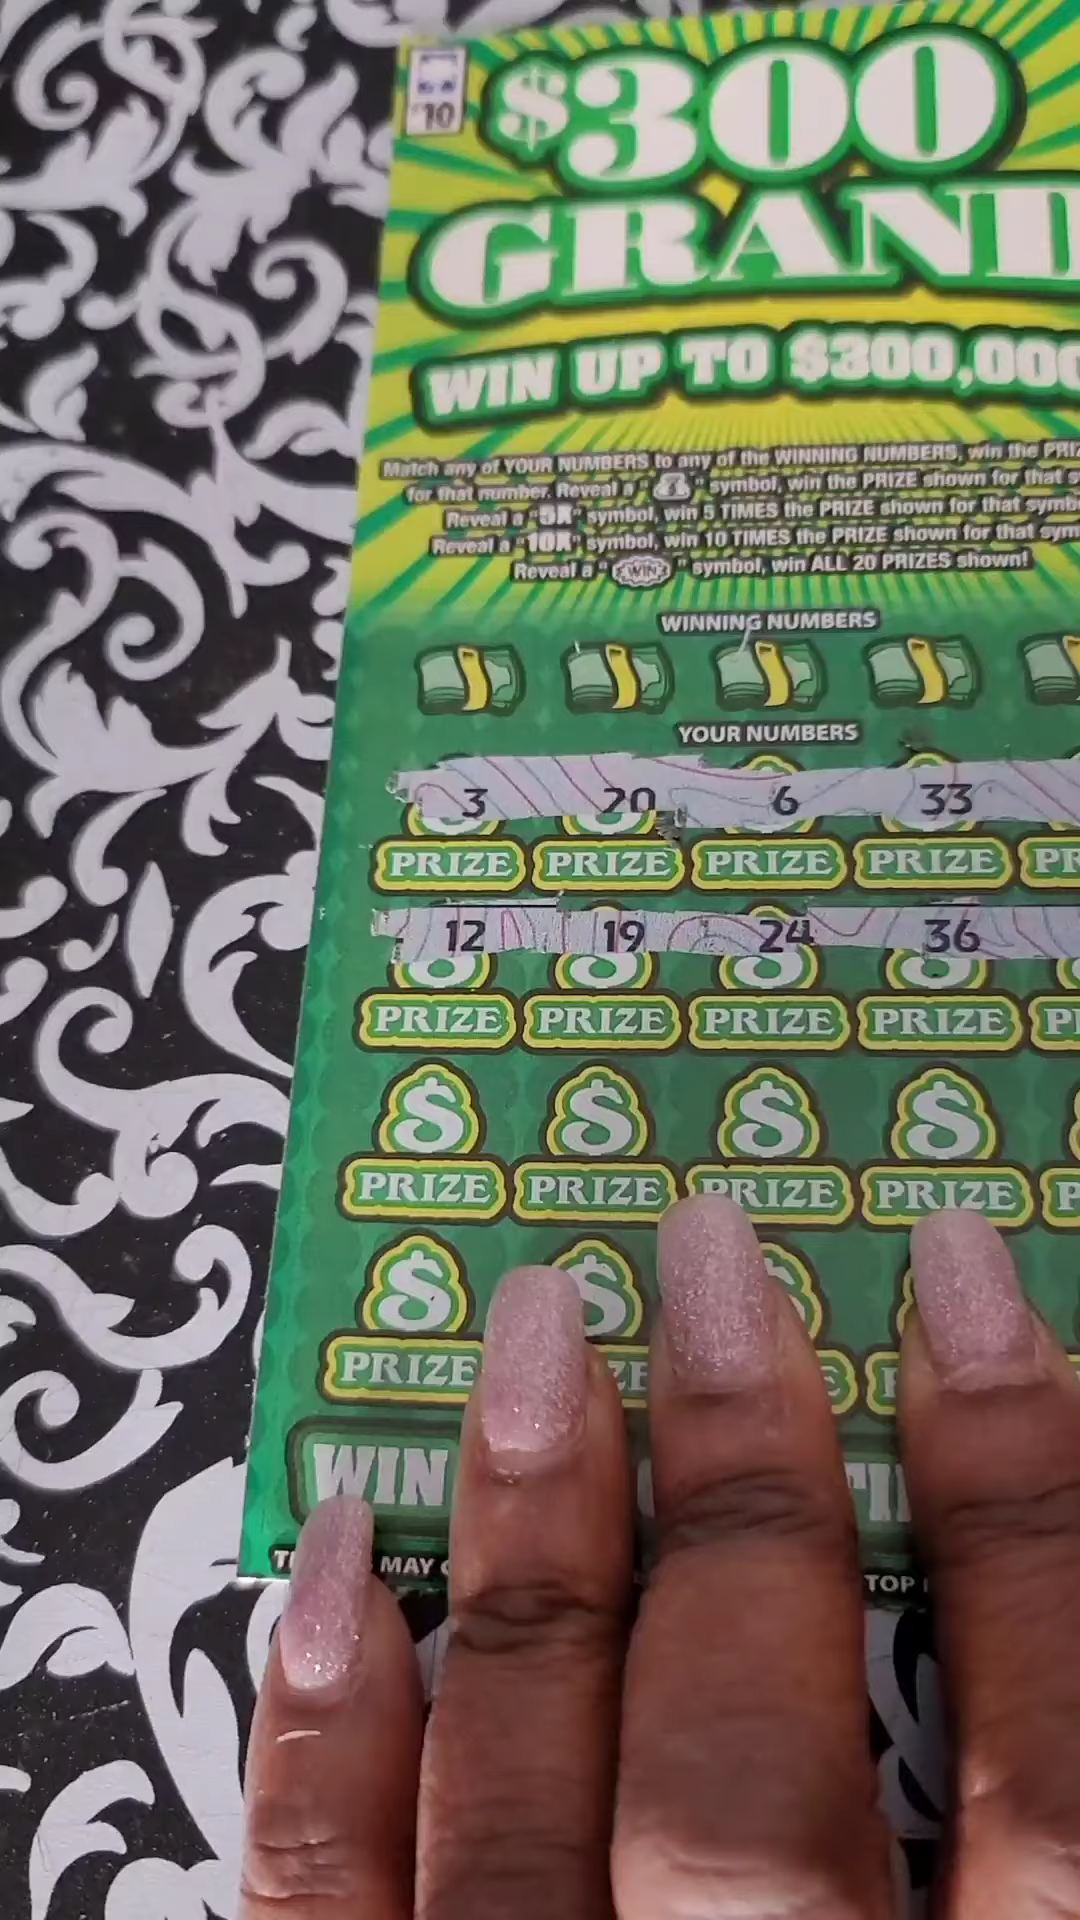 $10
$300
GRAND
WIN UP TO $300,000
Match any of YOUR NUMBERS to any of the WINNING NUMBERS, win the
for that number. Reveal a " " symbol, win the PRIZE shown for that
Reveal a "5X" symbol, win 5 TIMES the PRIZE shown for that
Reveal a "10X" symbol, win 10 TIMES the PRIZE shown for that
Reveal a "WIN" symbol, win ALL 20 PRIZES shown!
WINNING NUMBERS
YOUR NUMBERS
3 20 6 33
PRIZE PRIZE PRIZE PRIZE PR
12 19 24 36
PRIZE PRIZE PRIZE PRIZE P
$ $ $ $
PRIZE PRIZE PRIZE PRIZE P
$ $
PRIZE
WIN
MAY
TOP